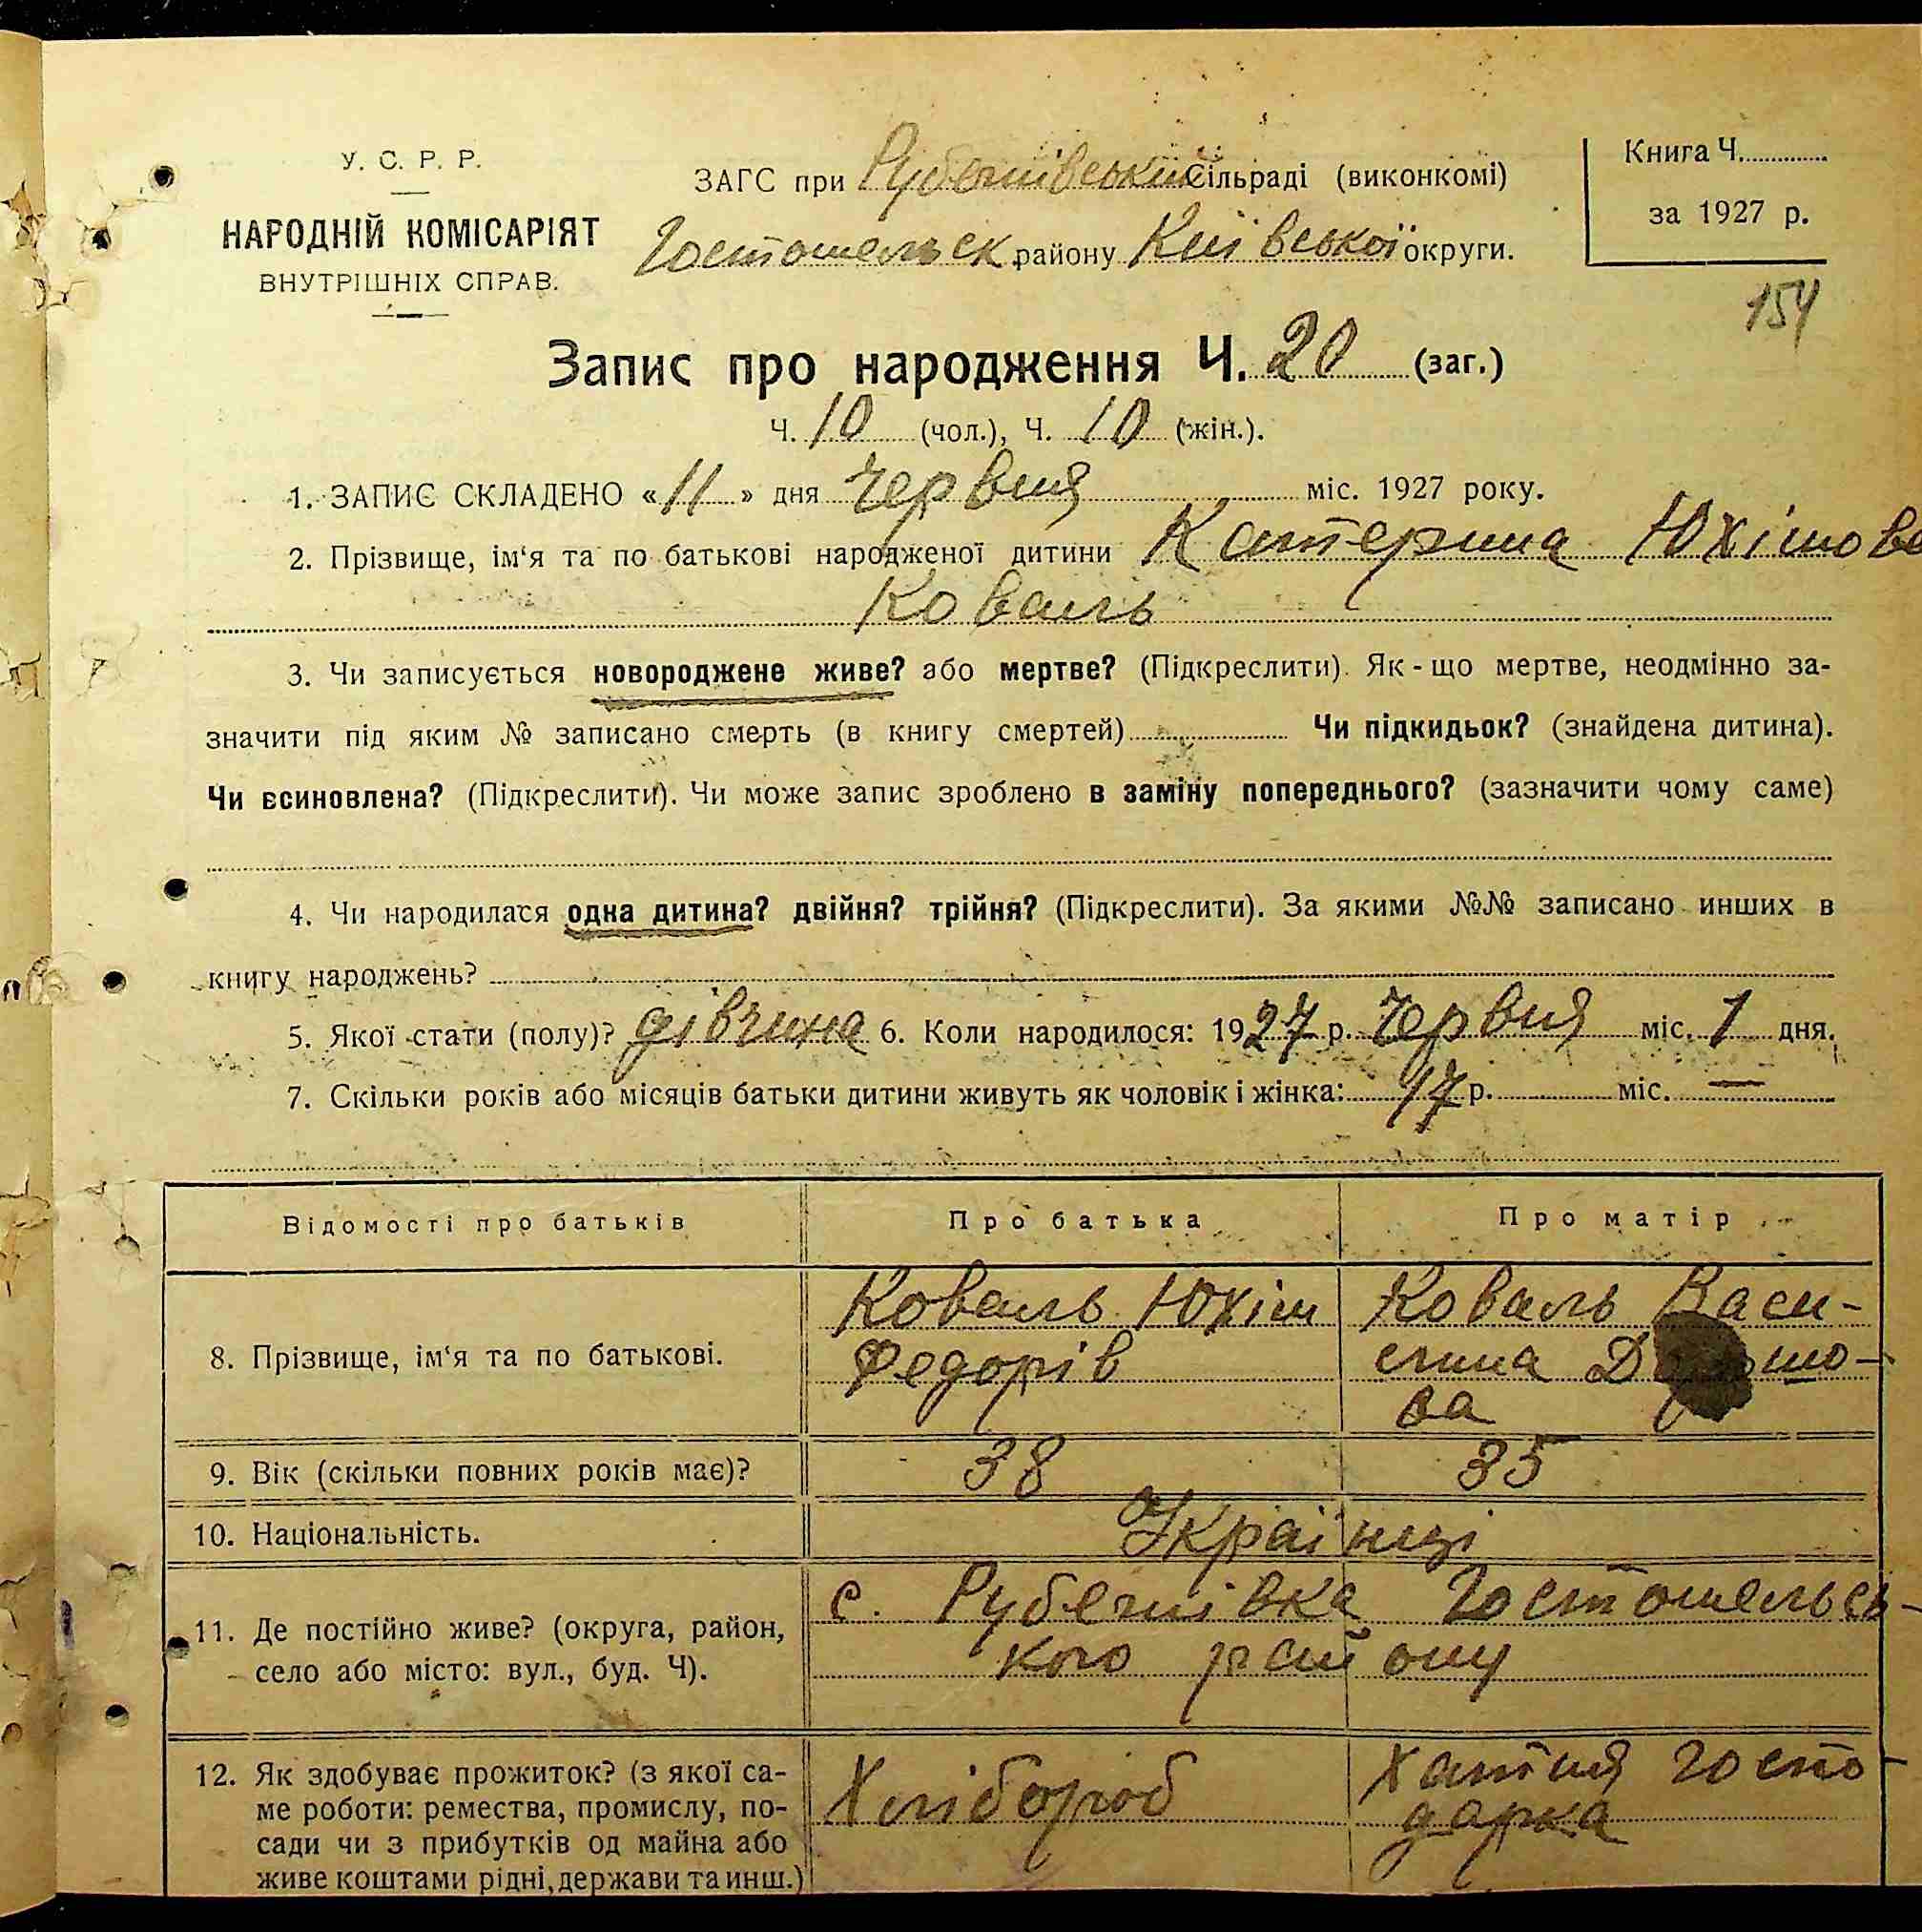 У. С. Р. Р.
НАРОДНІЙ КОМІСАРІЯТ
ВНУТРІШНІХ СПРАВ.
ЗАГС при Рубежівській Сільраді (виконкомі)
Гостомельськ району Київської округи.
Книга Ч.
за 1927 р.
154
Запис про народження Ч. 20 (заг.)
Ч. 10 (чол.), Ч. 10 (жін.).
1. ЗАПИС СКЛАДЕНО «11» дня Червня міс. 1927 року.
2. Прізвище, ім'я та по батькові народженої дитини Катерина Юхімова
Коваль
3. Чи записується новороджене живе? або мертве? (Підкреслити). Як-що мертве, неодмінно за-
значити під яким № записано смерть (в книгу смертей) Чи підкидьок? (знайдена дитина).
Чи всиновлена? (Підкреслити). Чи може запис зроблено в заміну попереднього? (зазначити чому саме)
4. Чи народилася одна дитина? двійня? трійня? (Підкреслити). За якими №№ записано инших в
книгу народжень?
5. Якої стати (полу)? дівчина 6. Коли народилося: 1927 р. Червня міс. 1 дня.
7. Скільки років або місяців батьки дитини живуть як чоловік і жінка: 17 р. міс. —
Відомості про батьків
Про батька
Про матір
8. Прізвище, ім'я та по батькові.
Коваль Юхім
Федорів
Коваль Васи-
лина
ва
9. Вік (скільки повних років має)?
38
35
10. Національність.
Українці
11. Де постійно живе? (округа, район,
село або місто: вул., буд. Ч).
с. Рубежівка Гостомельсь-
кого району
12. Як здобуває прожиток? (з якої са-
ме роботи: ремества, промислу, по-
сади чи з прибутків од майна або
живе коштами рідні, держави та инш.)
Хлібороб
Хатня госпо-
дарка